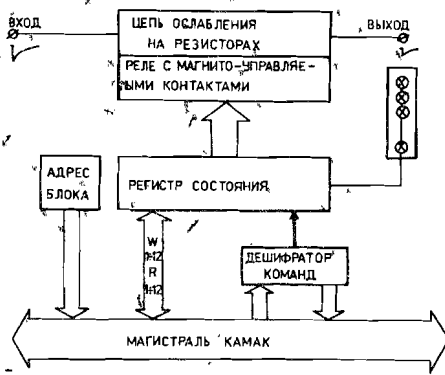 ВХОД
ЦЕПЬ ОСЛАБЛЕНИЯ
НА РЕЗИСТОРАХ
ВЫХОД
РЕЛЕ С МАГНИТО-УПРАВЛЯЕ-
МЫМИ КОНТАКТАМИ
АДРЕС
БЛОКА
РЕГИСТР СОСТОЯНИЯ
W
1÷12
R
1÷12
ДЕШИФРАТОР
КОМАНД
МАГИСТРАЛЬ КАМАК